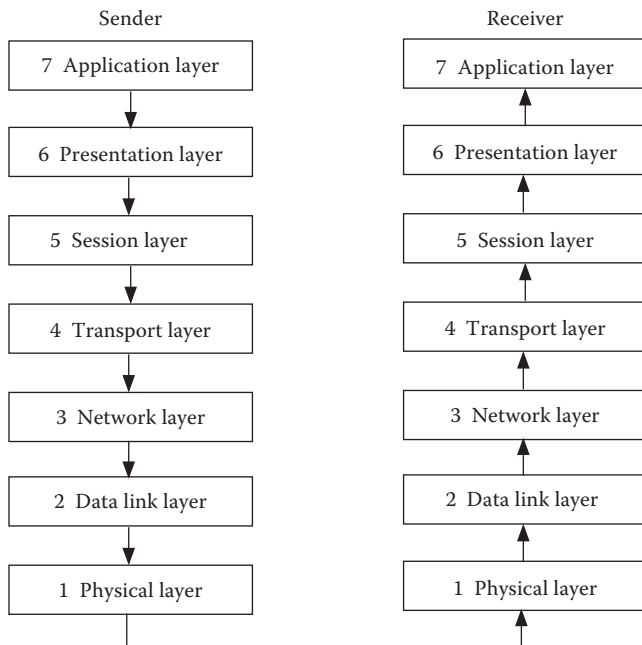 Sender
7 Application layer
6 Presentation layer
5 Session layer
4 Transport layer
3 Network layer
2 Data link layer
1 Physical layer
Receiver
7 Application layer
6 Presentation layer
5 Session layer
4 Transport layer
3 Network layer
2 Data link layer
1 Physical layer